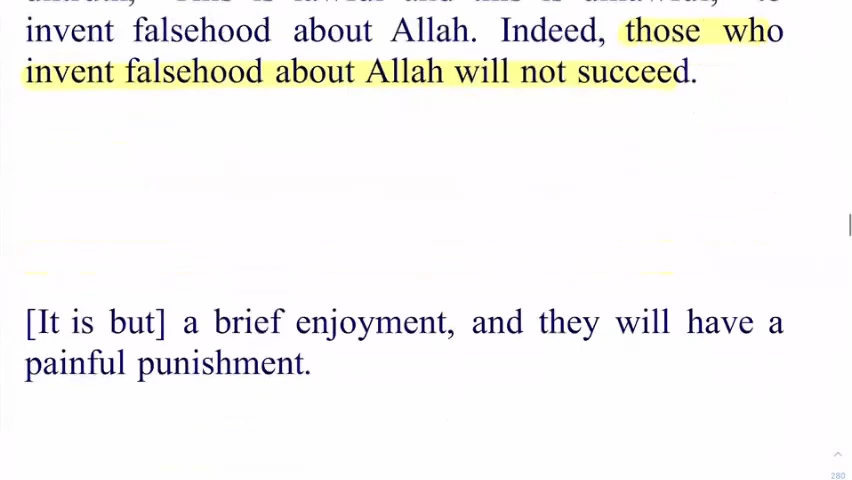 invent falsehood about Allah. Indeed, those who
invent falsehood about Allah will not succeed.
[It is but] a brief enjoyment, and they will have a
painful punishment.
280